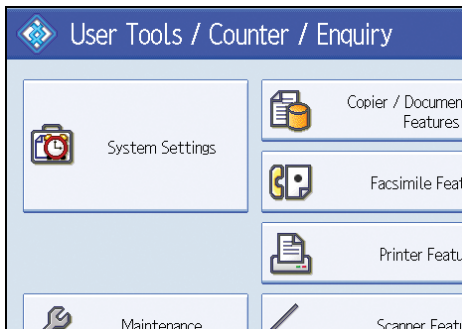 User Tools / Counter / Enquiry
System Settings
Copier / Documen
Features
Facsimile Feat
Printer Featu
Maintenance
Scanner Featu